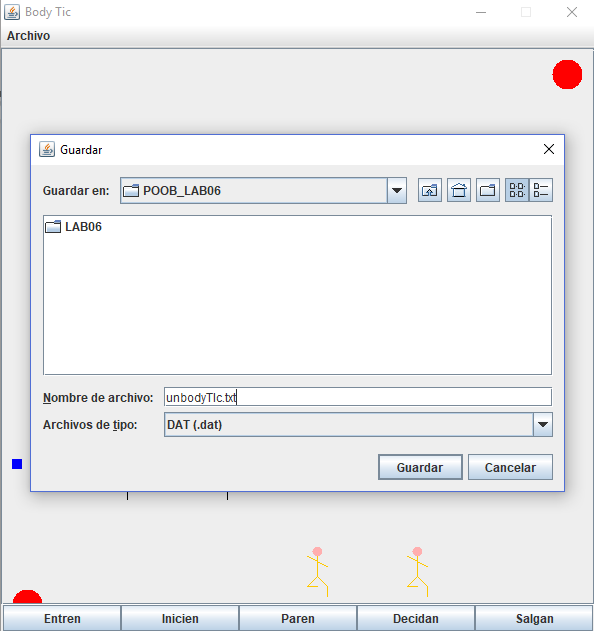 Body Tic
Archivo
Guardar
Guardar en: POOB_LAB06
LAB06
Nombre de archivo: unbodyTIc.txt
Archivos de tipo: DAT (.dat)
Guardar Cancelar
Entren Inicien Paren Decidan Salgan